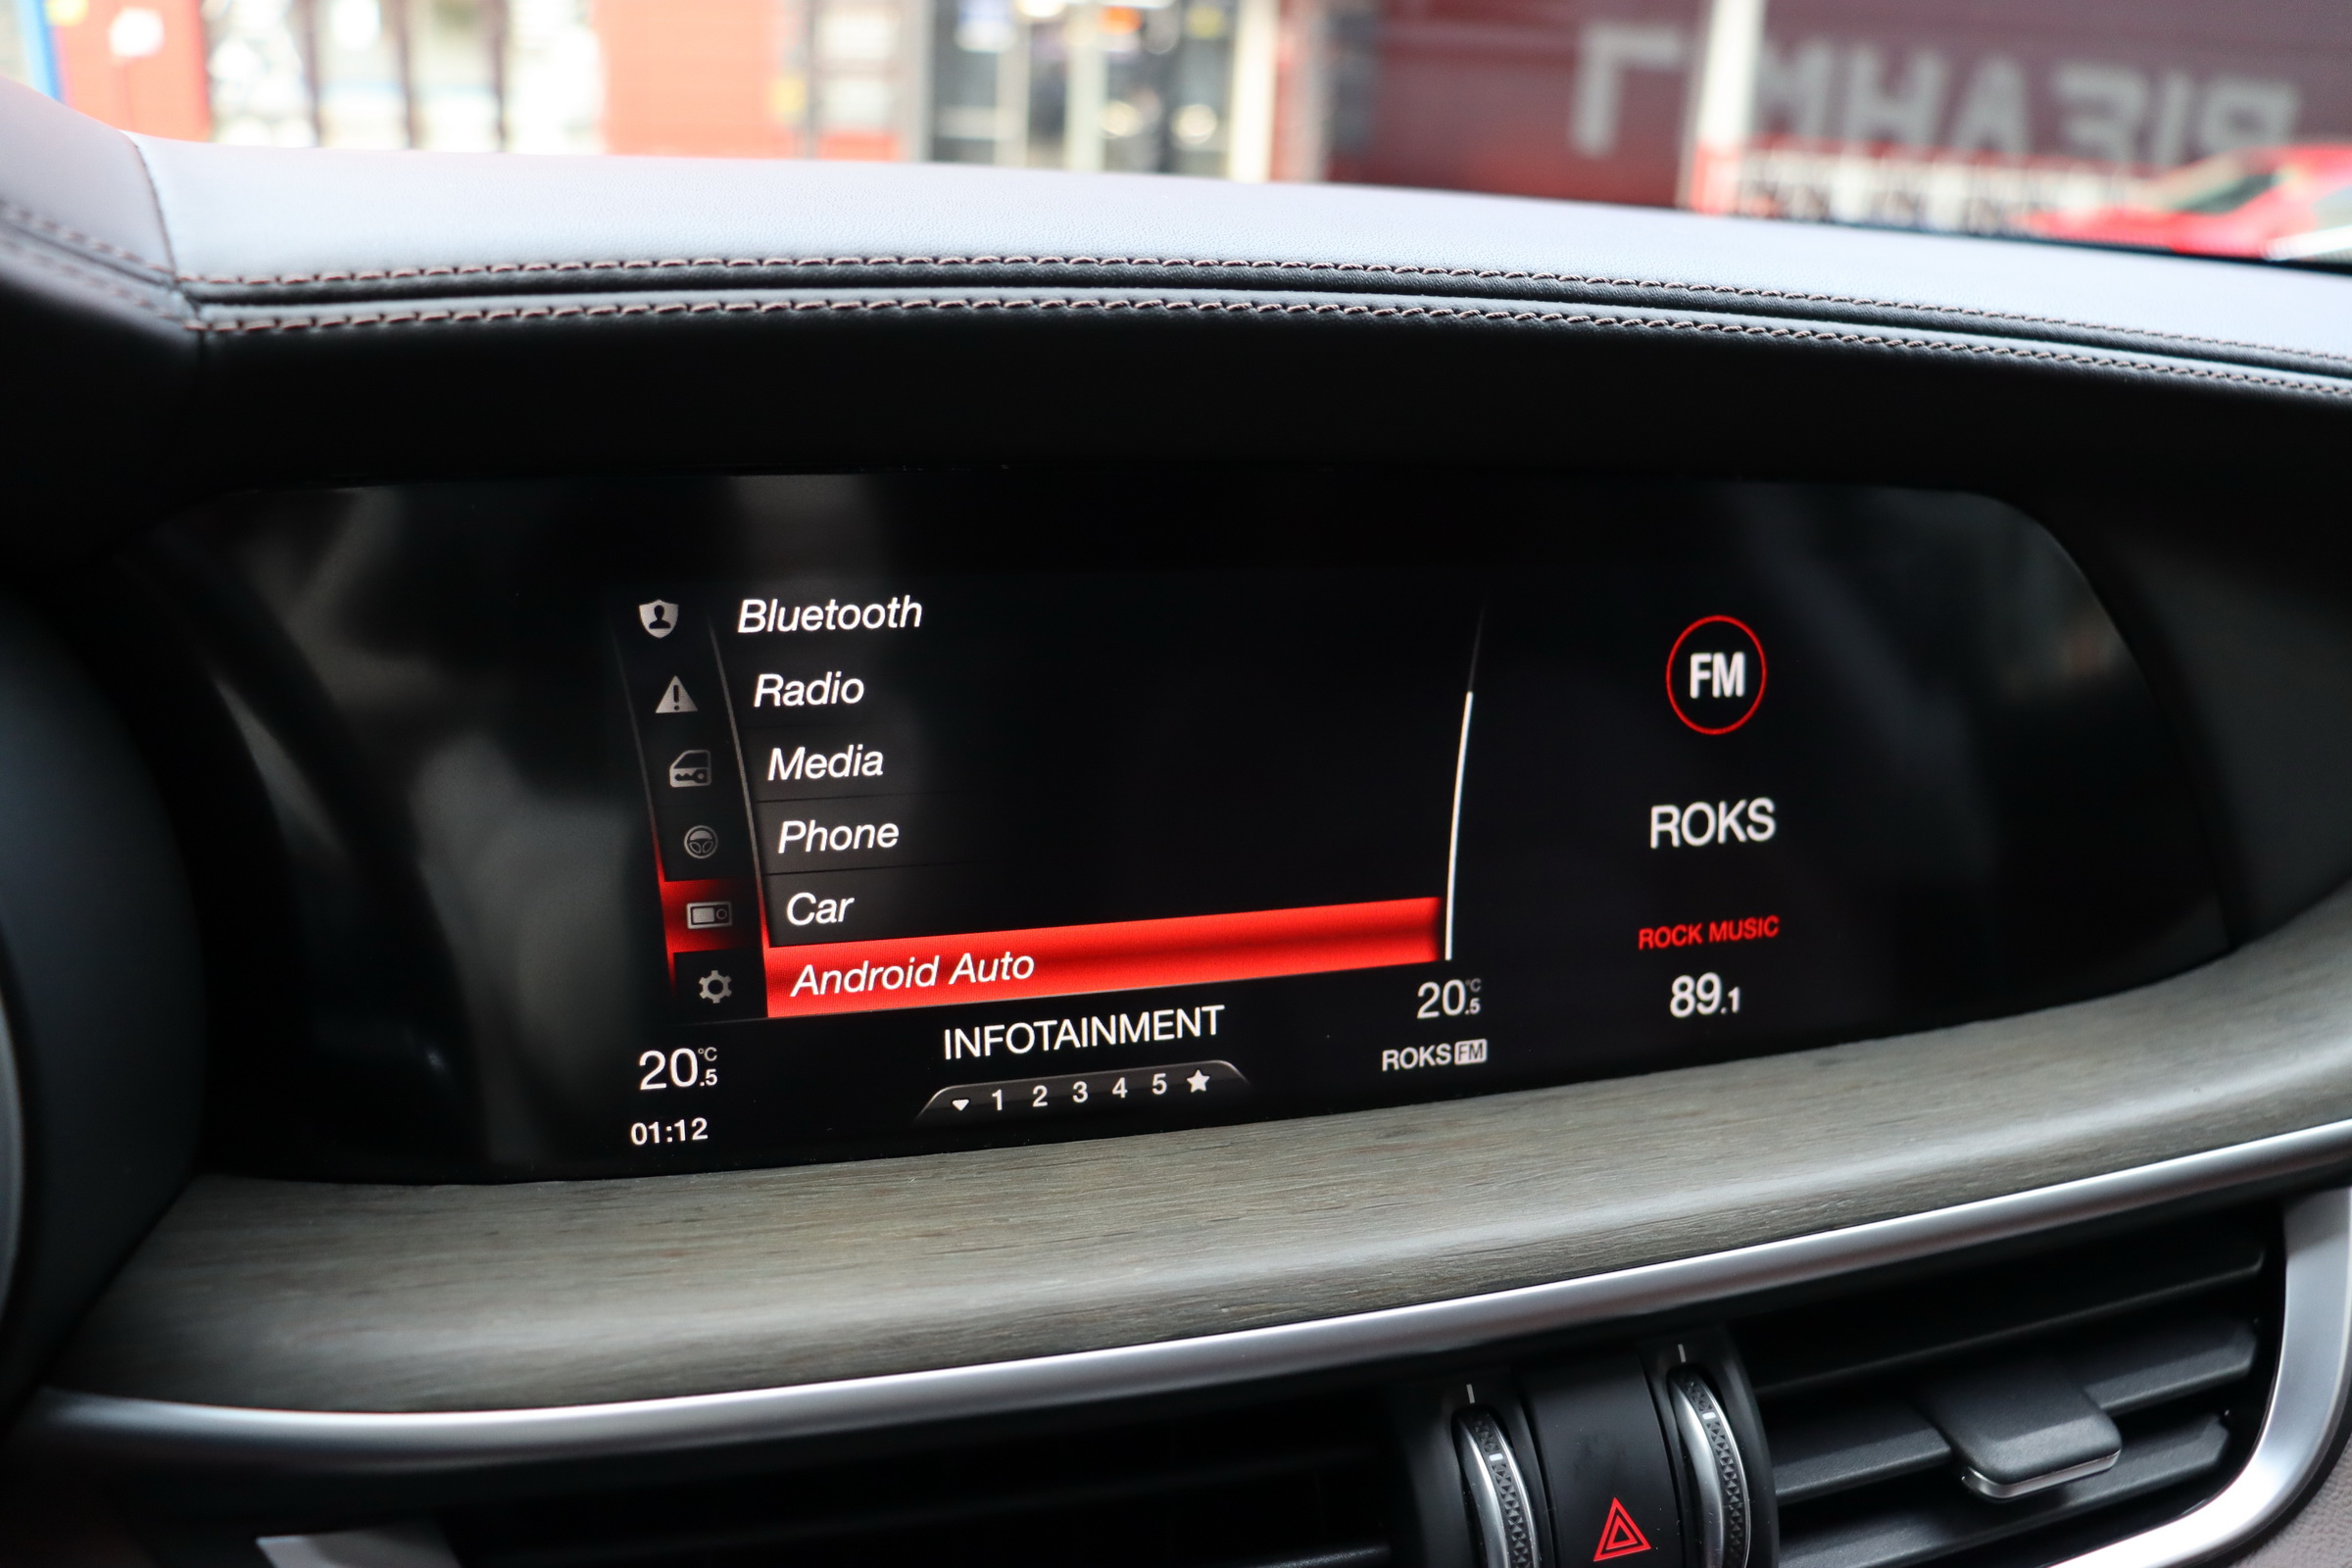 Bluetooth
Radio
Media
Phone
Car
Android Auto
INFOTAINMENT
20.5°C
01:12
1 2 3 4 5
20.5°C
ROKS FM
FM
ROKS
ROCK MUSIC
89.1